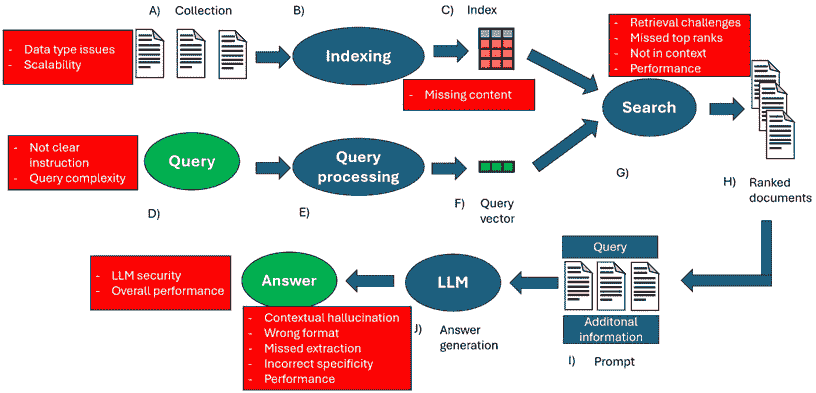 A) Collection
B)
C) Index
- Data type issues
- Scalability
Indexing
- Missing content
- Retrieval challenges
- Missed top ranks
- Not in context
- Performance
Search
G)
H) Ranked
documents
- Not clear
instruction
- Query complexity
Query
D)
Query
processing
E)
F) Query
vector
- LLM security
- Overall performance
Answer
- Contextual hallucination
- Wrong format
- Missed extraction
- Incorrect specificity
- Performance
LLM
J) Answer
generation
Query
Additonal
information
I) Prompt